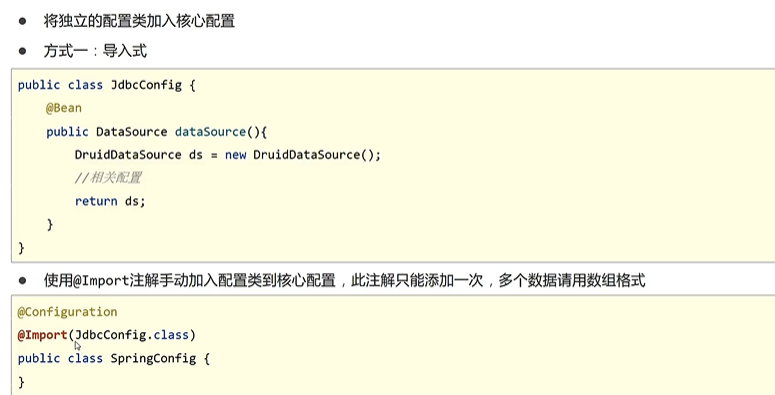 ● 将独立的配置类加入核心配置
● 方式一：导入式
public class JdbcConfig {
    @Bean
    public DataSource dataSource(){
        DruidDataSource ds = new DruidDataSource();
        //相关配置
        return ds;
    }
}
● 使用@Import注解手动加入配置类到核心配置，此注解只能添加一次，多个数据请用数组格式
@Configuration
@Import(JdbcConfig.class)
public class SpringConfig {
}